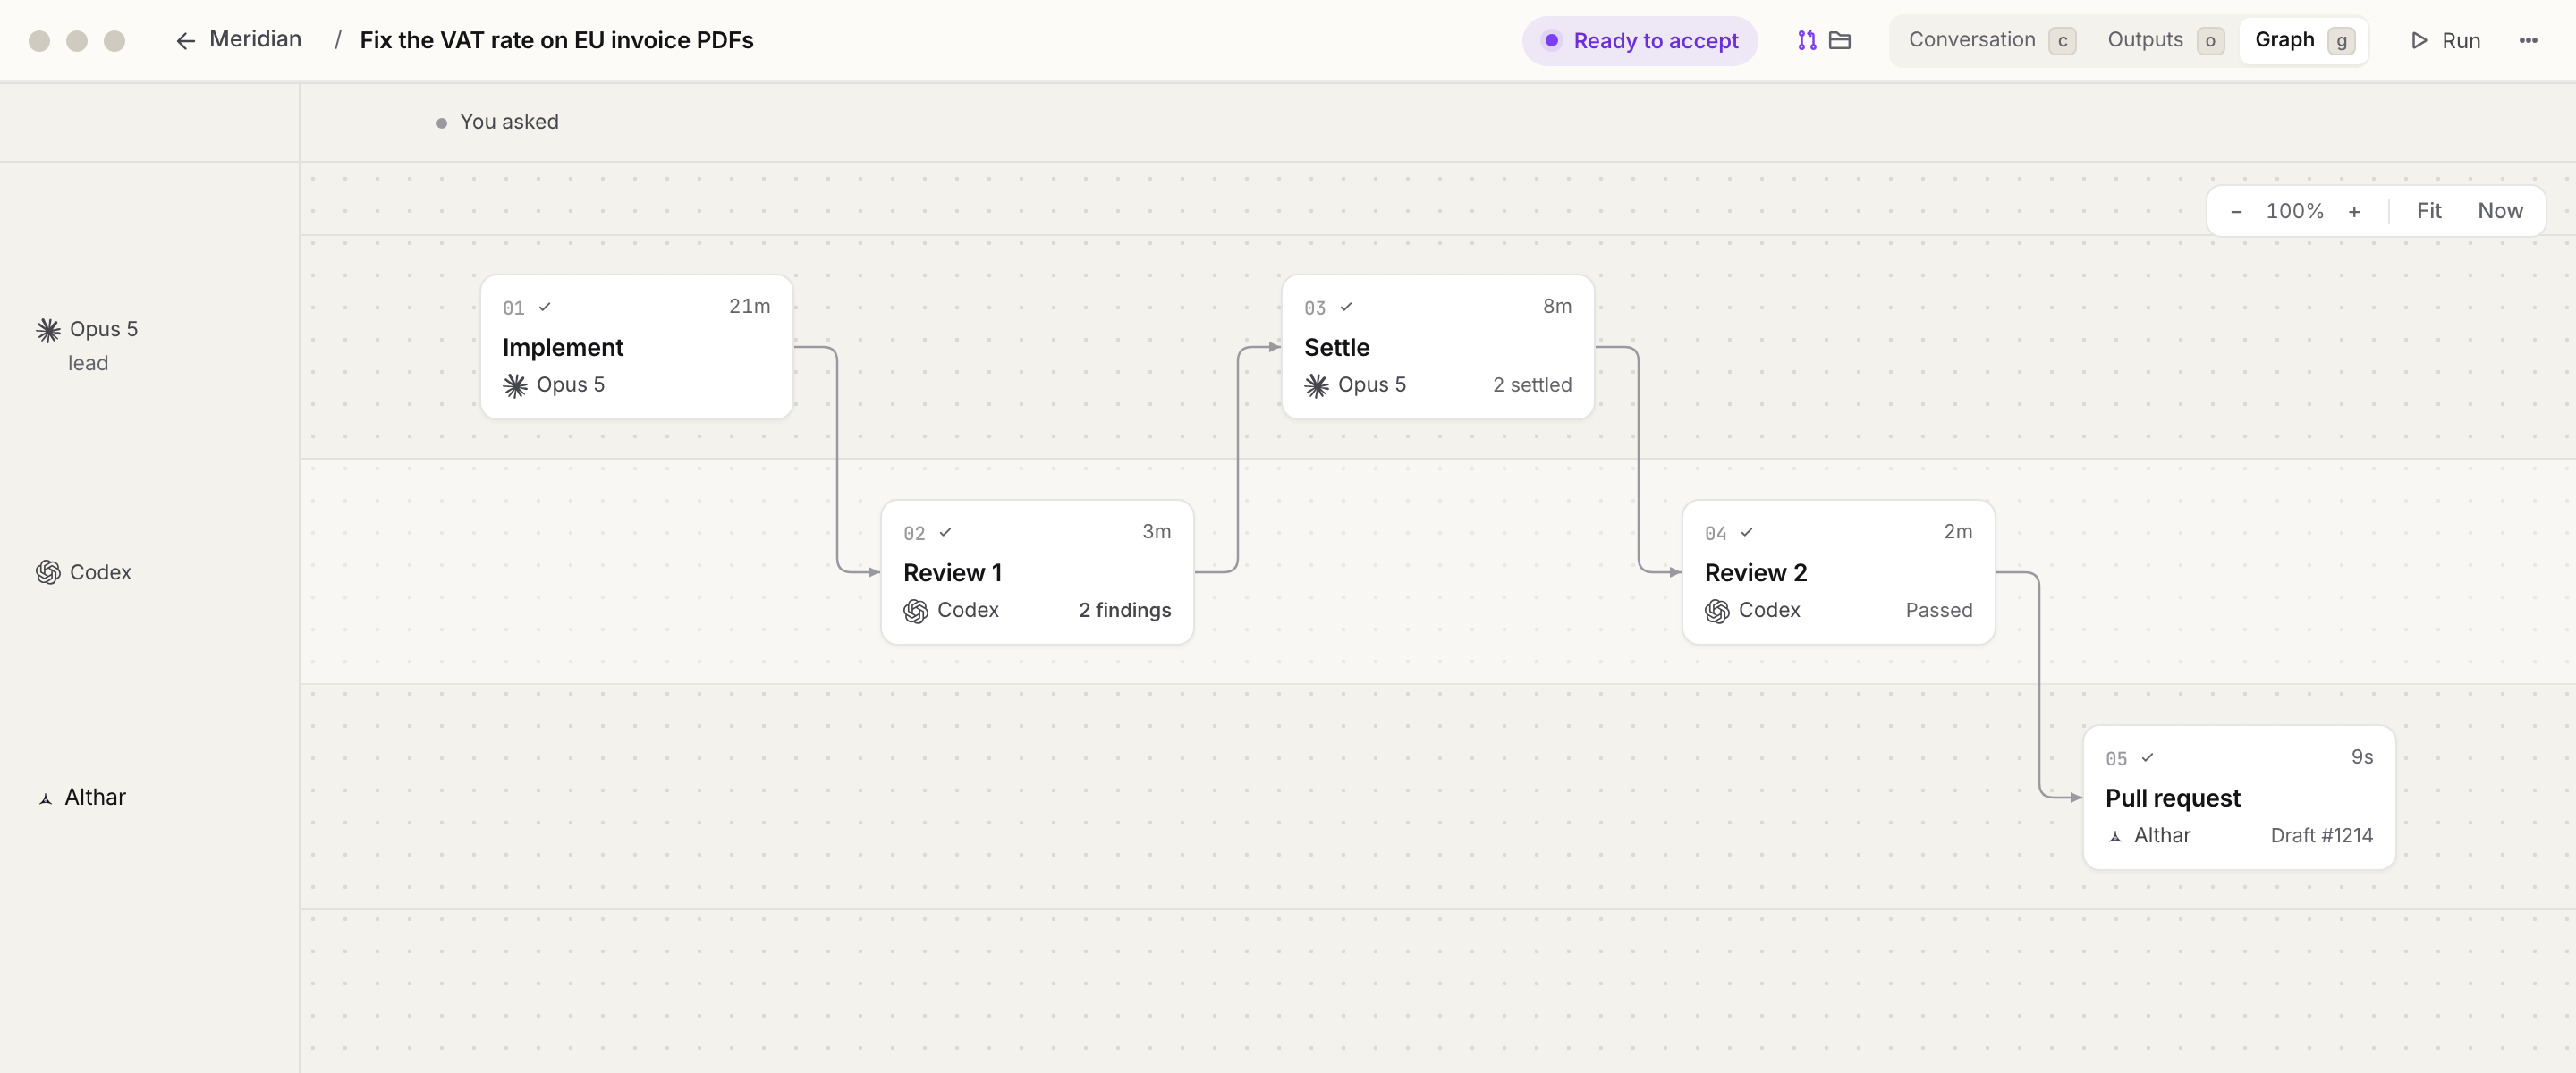 Meridian / Fix the VAT rate on EU invoice PDFs
Ready to accept
Conversation c
Outputs o
Graph g
Run
You asked
− 100% + Fit Now
Opus 5
lead
01 21m
Implement
Opus 5
03 8m
Settle
Opus 5 2 settled
Codex
02 3m
Review 1
Codex 2 findings
04 2m
Review 2
Codex Passed
Althar
05 9s
Pull request
Althar Draft #1214